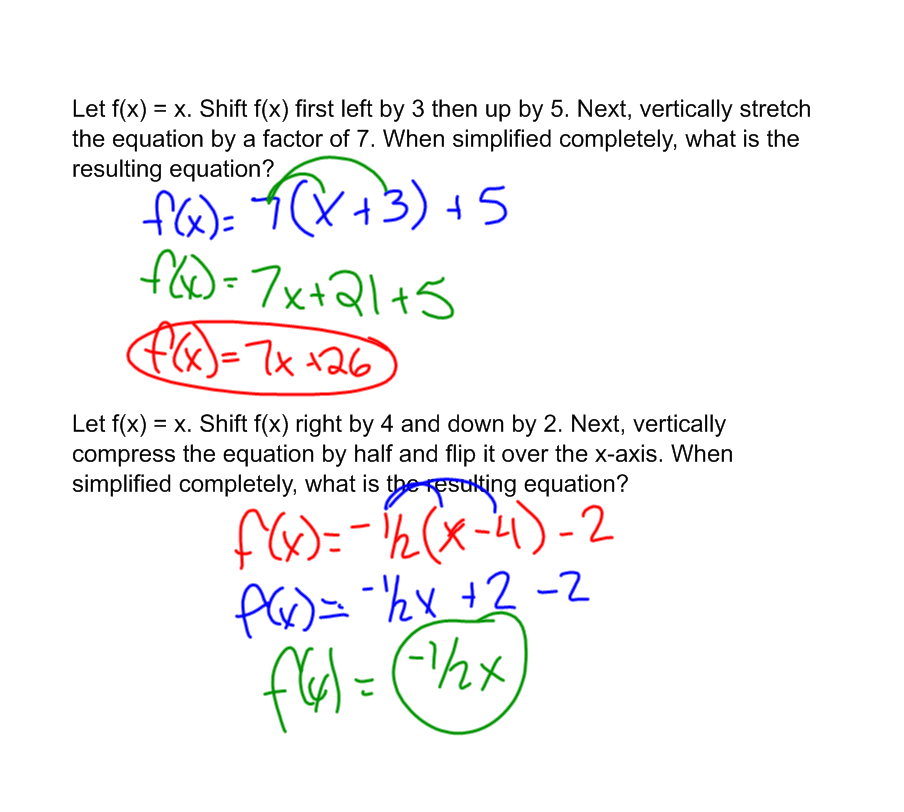 Let f(x) = x. Shift f(x) first left by 3 then up by 5. Next, vertically stretch
the equation by a factor of 7. When simplified completely, what is the
resulting equation?
f(x)= 7(x+3)+5
f(x)= 7x+21+5
f(x)=7x+26
Let f(x) = x. Shift f(x) right by 4 and down by 2. Next, vertically
compress the equation by half and flip it over the x-axis. When
simplified completely, what is the resulting equation?
f(x)=-1/2(x-4)-2
f(x)=-1/2x+2-2
f(x)=-1/2x